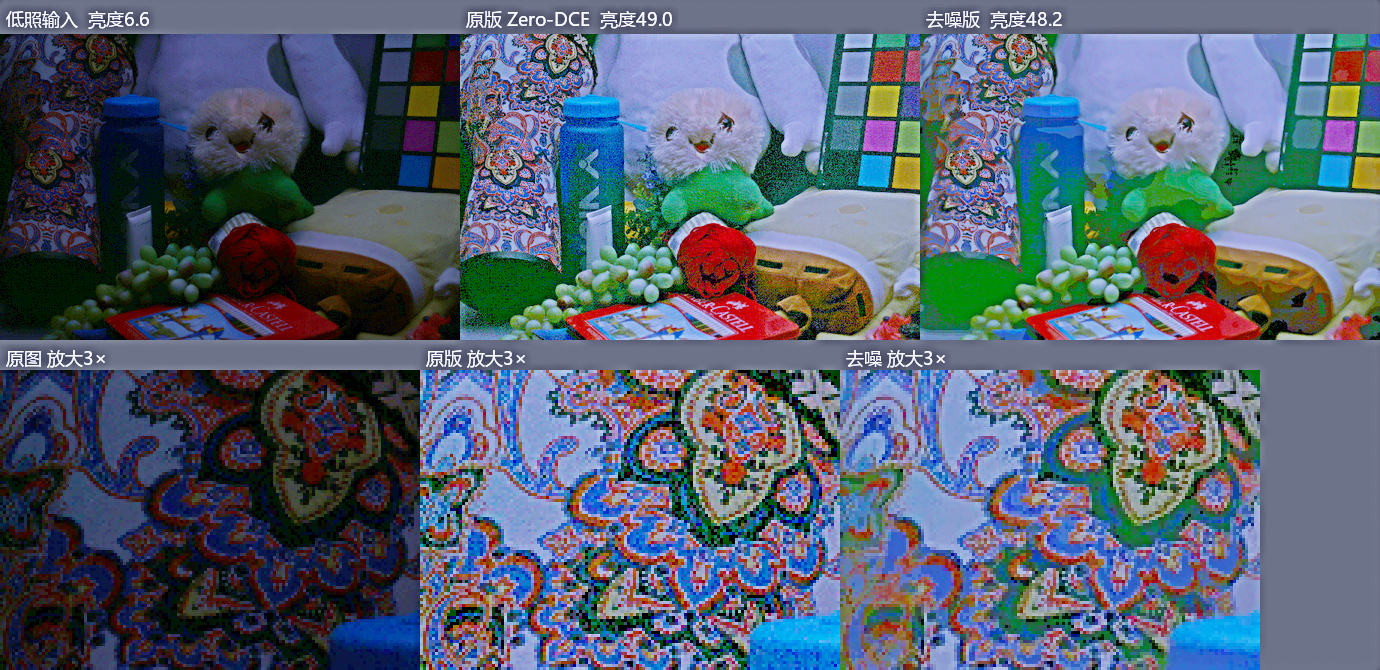 低照输入 亮度6.6
原版 Zero-DCE 亮度49.0
去噪版 亮度48.2
原图 放大3×
原版 放大3×
去噪 放大3×